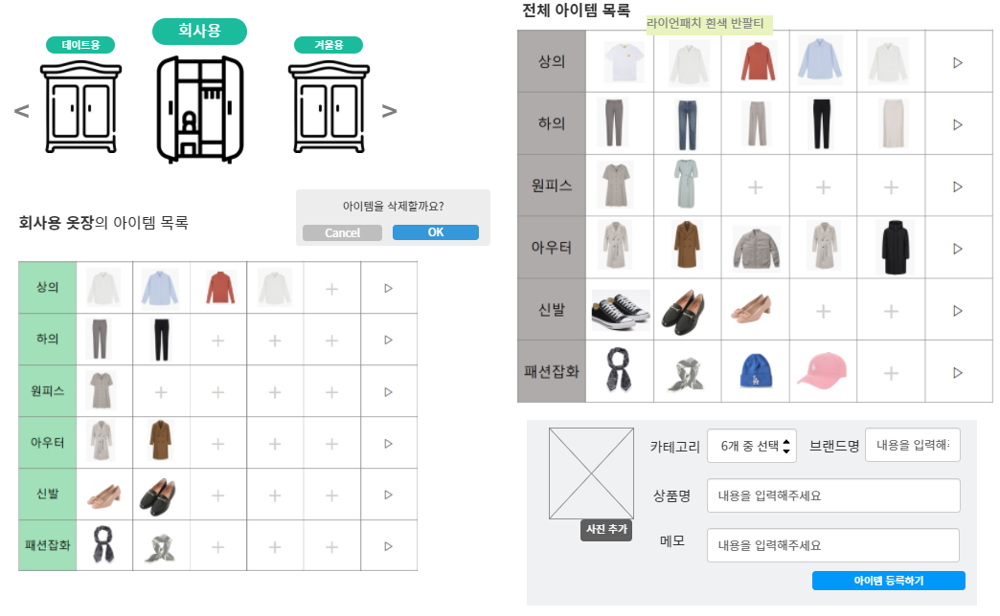 데이트용
회사용
겨울용
<
>
회사용 옷장의 아이템 목록
아이템을 삭제할까요?
Cancel
OK
상의
하의
원피스
아우터
신발
패션잡화
전체 아이템 목록
라이언패치 흰색 반팔티
상의
하의
원피스
아우터
신발
패션잡화
LA
사진 추가
카테고리
6개 중 선택
브랜드명
내용을 입력해
상품명
내용을 입력해주세요
메모
내용을 입력해주세요
아이템 등록하기